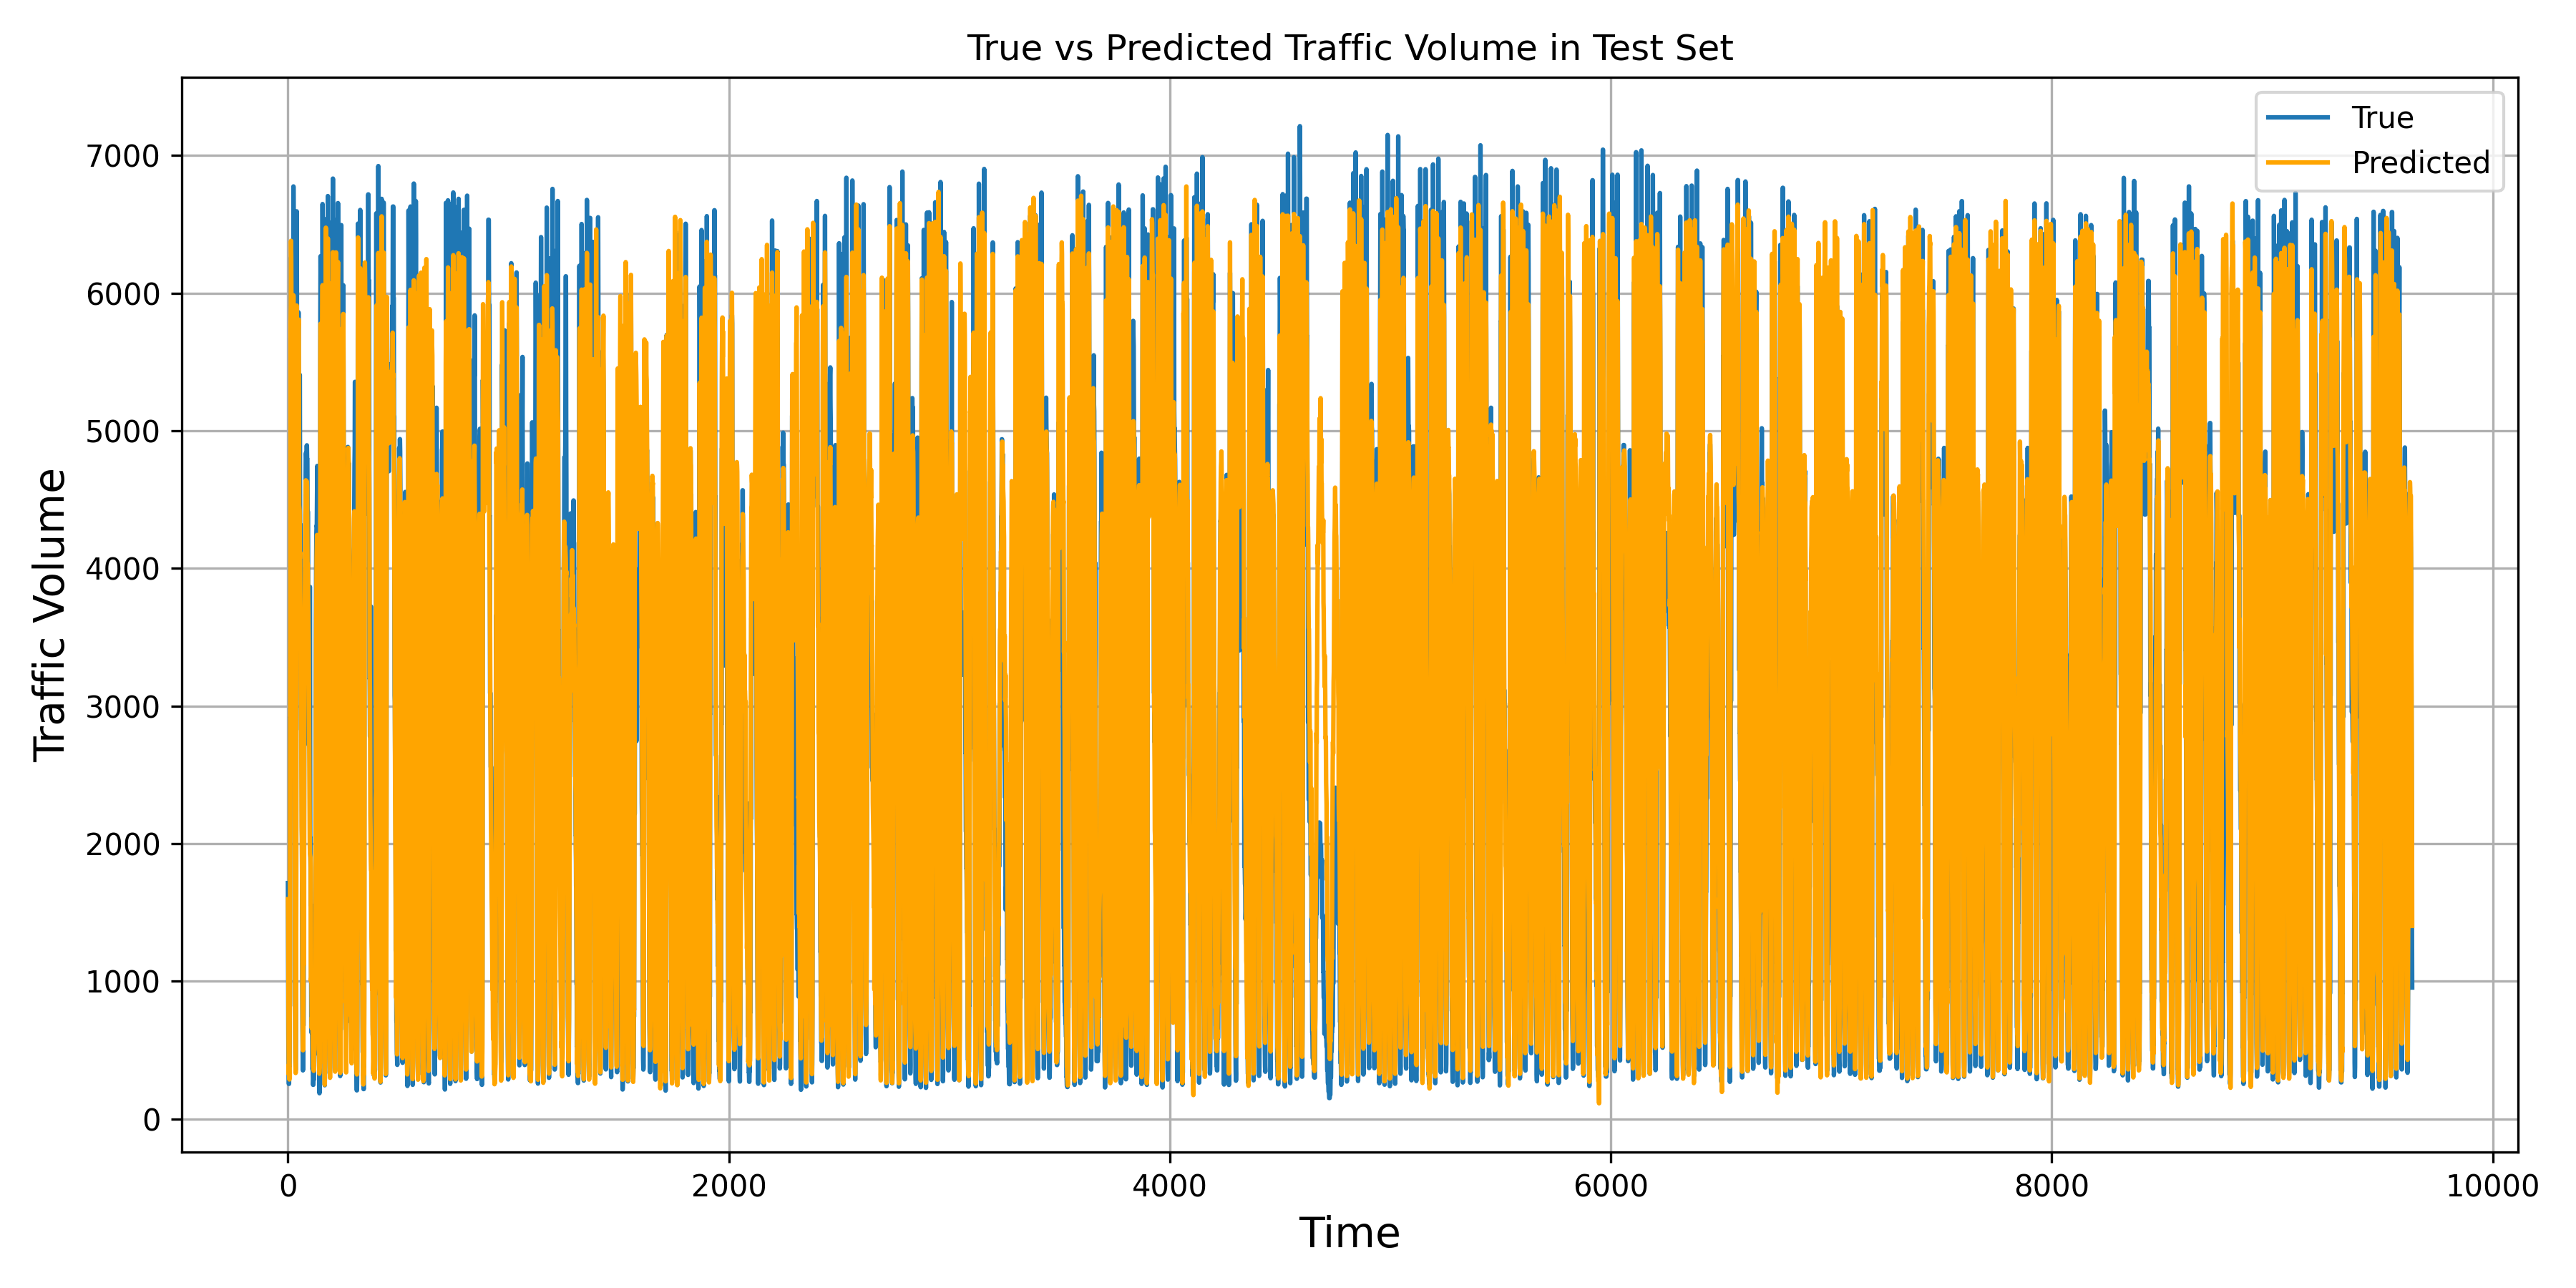 True vs Predicted Traffic Volume in Test Set
True
Predicted
7000
6000
5000
4000
3000
2000
1000
0
Traffic Volume
0 2000 4000 6000 8000 10000
Time